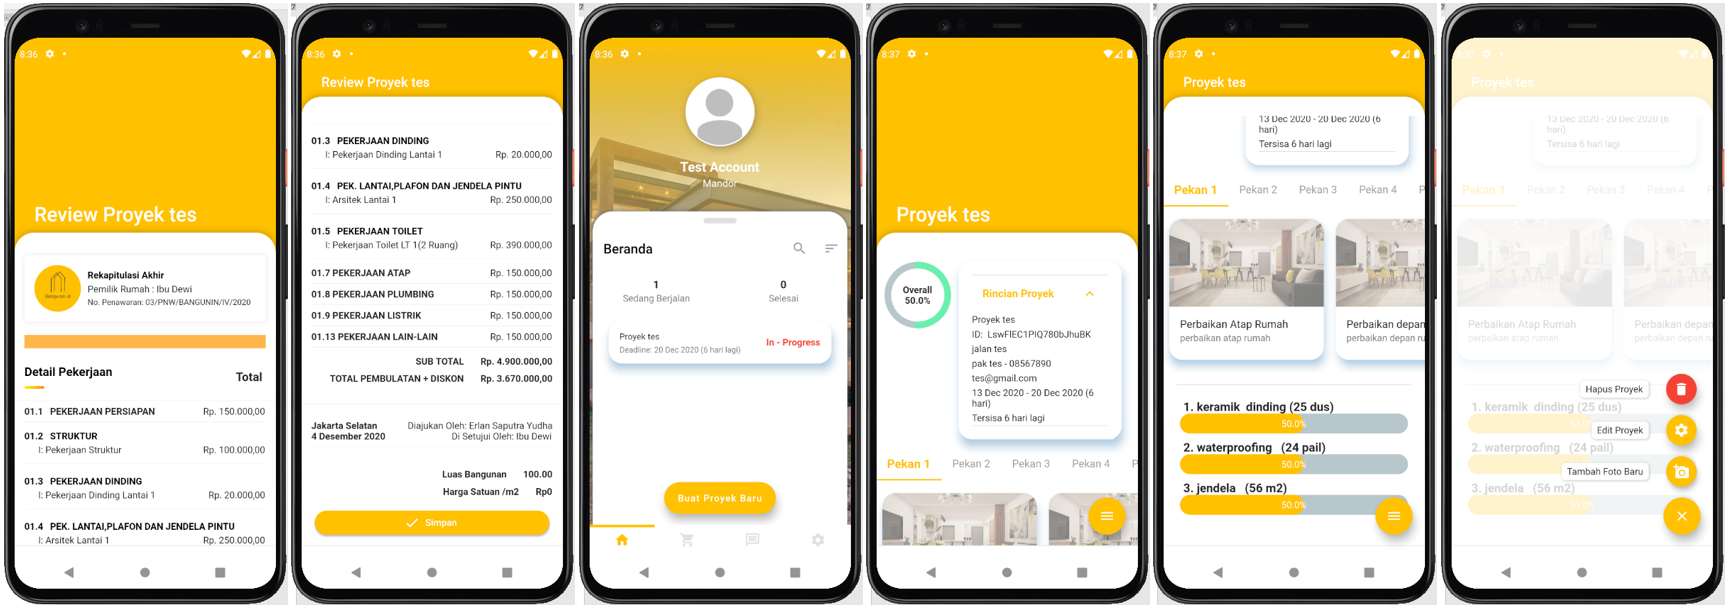 8:36
Review Proyek tes
Rekapitulasi Akhir
Pemilik Rumah : Ibu Dewi
No. Penawaran: 03/PNW/BANGUNIN/IV/2020
Detail Pekerjaan
Total
01.1 PEKERJAAN PERSIAPAN Rp. 150.000,00
01.2 STRUKTUR
I: Pekerjaan Struktur Rp. 100.000,00
01.3 PEKERJAAN DINDING
I: Pekerjaan Dinding Lantai 1 Rp. 20.000,00
01.4 PEK. LANTAI,PLAFON DAN JENDELA PINTU
I: Arsitek Lantai 1 Rp. 250.000,00
8:36
Review Proyek tes
01.3 PEKERJAAN DINDING
I: Pekerjaan Dinding Lantai 1 Rp. 20.000,00
01.4 PEK. LANTAI,PLAFON DAN JENDELA PINTU
I: Arsitek Lantai 1 Rp. 250.000,00
01.5 PEKERJAAN TOILET
I: Pekerjaan Toilet LT 1(2 Ruang) Rp. 390.000,00
01.7 PEKERJAAN ATAP Rp. 150.000,00
01.8 PEKERJAAN PLUMBING Rp. 150.000,00
01.9 PEKERJAAN LISTRIK Rp. 150.000,00
01.13 PEKERJAAN LAIN-LAIN Rp. 150.000,00
SUB TOTAL Rp. 4.900.000,00
TOTAL PEMBULATAN + DISKON Rp. 3.670.000,00
Jakarta Selatan Diajukan Oleh: Erlan Saputra Yudha
4 Desember 2020 Di Setujui Oleh: Ibu Dewi
Luas Bangunan 100.00
Harga Satuan /m2 Rp0
Simpan
8:36
Test Account
Mandor
Beranda
1 0
Sedang Berjalan Selesai
Proyek tes
Deadline: 20 Dec 2020 (6 hari lagi)
In - Progress
Buat Proyek Baru
8:37
Proyek tes
Overall
50.0%
Rincian Proyek
Proyek tes
ID: LswFlEC1PlQ780bJhuBK
jalan tes
pak tes - 08567890
tes@gmail.com
13 Dec 2020 - 20 Dec 2020 (6
hari)
Tersisa 6 hari lagi
Pekan 1 Pekan 2 Pekan 3 Pekan 4 P
8:37
Proyek tes
13 Dec 2020 - 20 Dec 2020 (6
hari)
Tersisa 6 hari lagi
Pekan 1 Pekan 2 Pekan 3 Pekan 4 P
Perbaikan Atap Rumah
perbaikan atap rumah
Perbaikan depan
perbaikan depan ru
1. keramik dinding (25 dus)
50.0%
2. waterproofing (24 pail)
50.0%
3. jendela (56 m2)
50.0%
8:37
Proyek tes
13 Dec 2020 - 20 Dec 2020 (6
hari)
Tersisa 6 hari lagi
Pekan 1 Pekan 2 Pekan 3 Pekan 4 P
Perbaikan Atap Rumah
perbaikan atap rumah
Perbaikan depan
perbaikan depan ru
Hapus Proyek
1. keramik dinding (25 dus)
Edit Proyek
2. waterproofing (24 pail)
Tambah Foto Baru
3. jendela (56 m2)